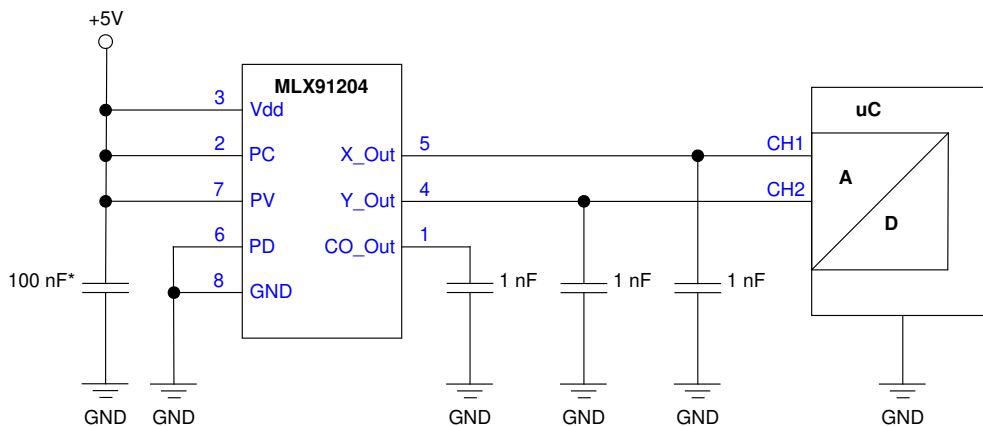 +5V
MLX91204
uC
3 Vdd
2 PC
X_Out 5
CH1
7 PV
Y_Out 4
CH2
A
D
6 PD
CO_Out 1
8 GND
100 nF*
1 nF
1 nF
1 nF
GND
GND
GND
GND
GND
GND